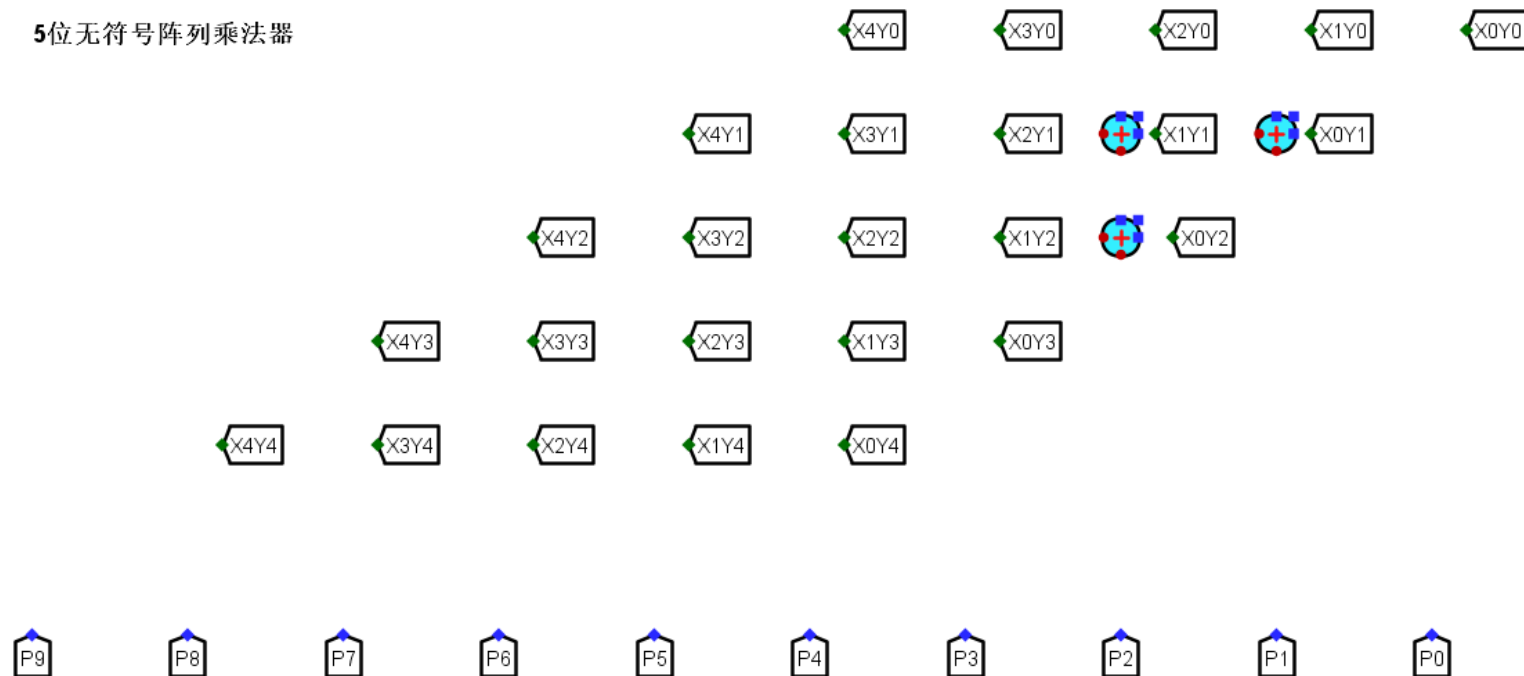 5位无符号阵列乘法器
X4Y0 X3Y0 X2Y0 X1Y0 X0Y0
X4Y1 X3Y1 X2Y1 X1Y1 X0Y1
X4Y2 X3Y2 X2Y2 X1Y2 X0Y2
X4Y3 X3Y3 X2Y3 X1Y3 X0Y3
X4Y4 X3Y4 X2Y4 X1Y4 X0Y4
P9 P8 P7 P6 P5 P4 P3 P2 P1 P0